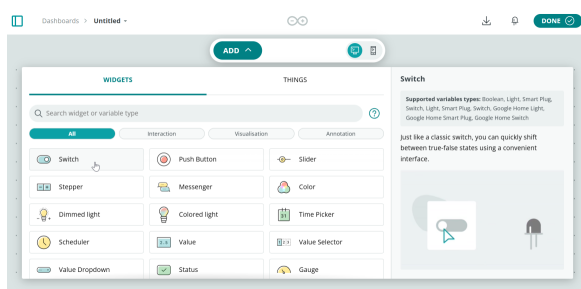 Dashboards > Untitled
DONE
ADD
WIDGETS
THINGS
Search widget or variable type
?
All
Interaction
Visualisation
Annotation
Switch
Push Button
Slider
Stepper
Messenger
Color
Dimmed light
Colored light
31
Time Picker
Scheduler
Value
Value Selector
Value Dropdown
Status
Gauge
Switch
Supported variables types: Boolean, Light, Smart Plug,
Switch, Light, Smart Plug, Switch, Google Home Light,
Google Home Smart Plug, Google Home Switch
Just like a classic switch, you can quickly shift
between true-false states using a convenient
interface.